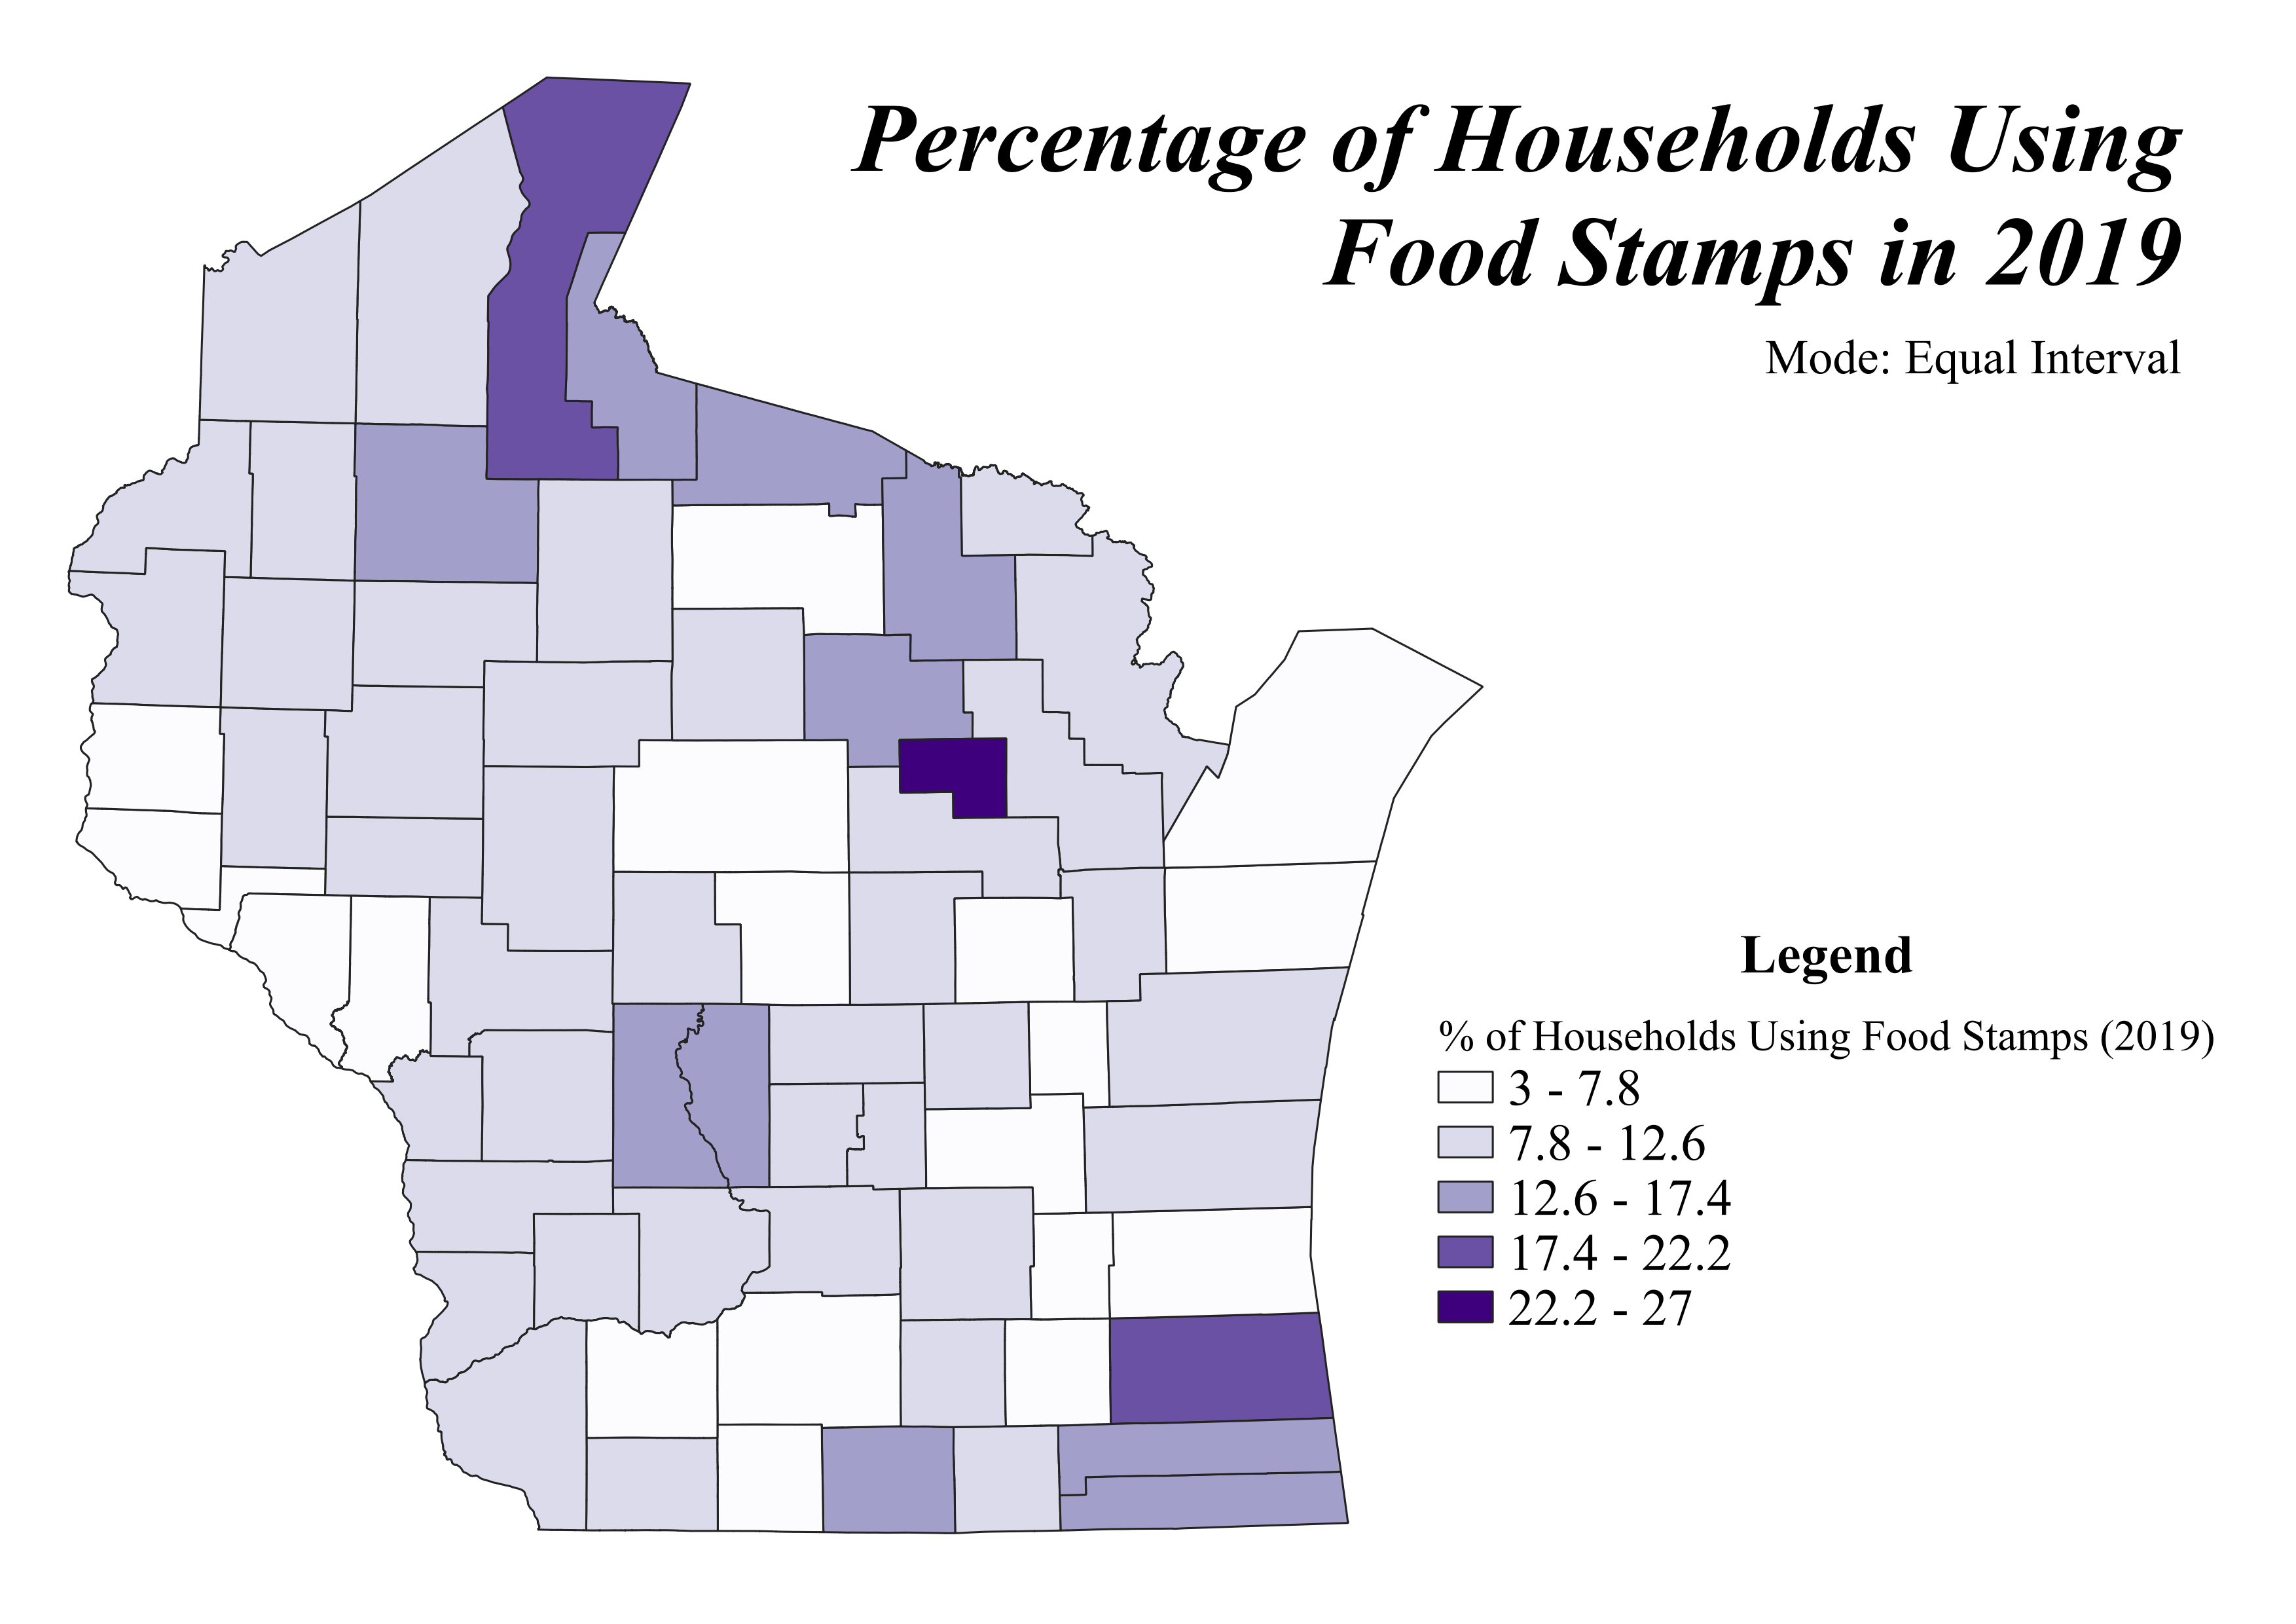 Percentage of Households Using
Food Stamps in 2019
Mode: Equal Interval
Legend
% of Households Using Food Stamps (2019)
3 - 7.8
7.8 - 12.6
12.6 - 17.4
17.4 - 22.2
22.2 - 27